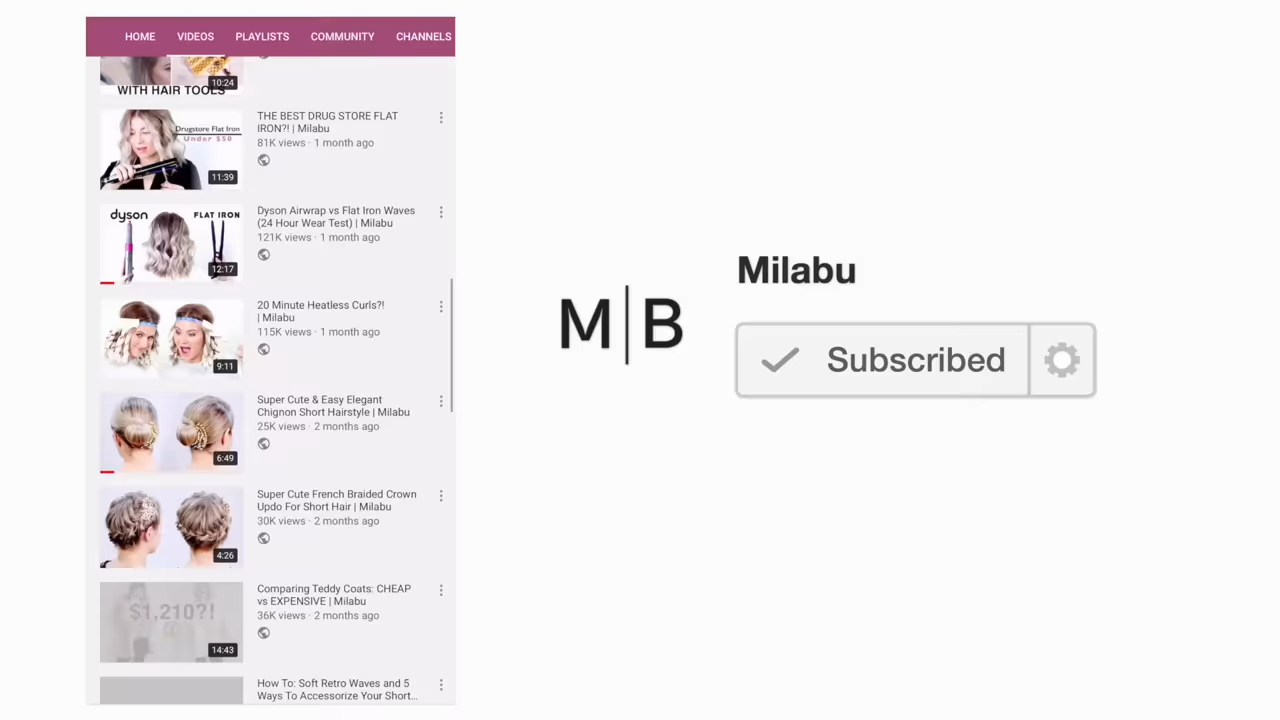 HOME VIDEOS PLAYLISTS COMMUNITY CHANNELS
10:24
WITH HAIR TOOLS
THE BEST DRUG STORE FLAT
IRON?! | Milabu
81K views · 1 month ago
Drugstore Flat Iron
Under $50
11:39
Dyson Airwrap vs Flat Iron Waves
(24 Hour Wear Test) | Milabu
121K views · 1 month ago
dyson
FLAT IRON
12:17
20 Minute Heatless Curls?!
| Milabu
115K views · 1 month ago
9:11
Super Cute & Easy Elegant
Chignon Short Hairstyle | Milabu
25K views · 2 months ago
6:49
Super Cute French Braided Crown
Updo For Short Hair | Milabu
30K views · 2 months ago
4:26
Comparing Teddy Coats: CHEAP
vs EXPENSIVE | Milabu
36K views · 2 months ago
$1,210?!
14:43
How To: Soft Retro Waves and 5
Ways To Accessorize Your Short...
M|B
Milabu
Subscribed